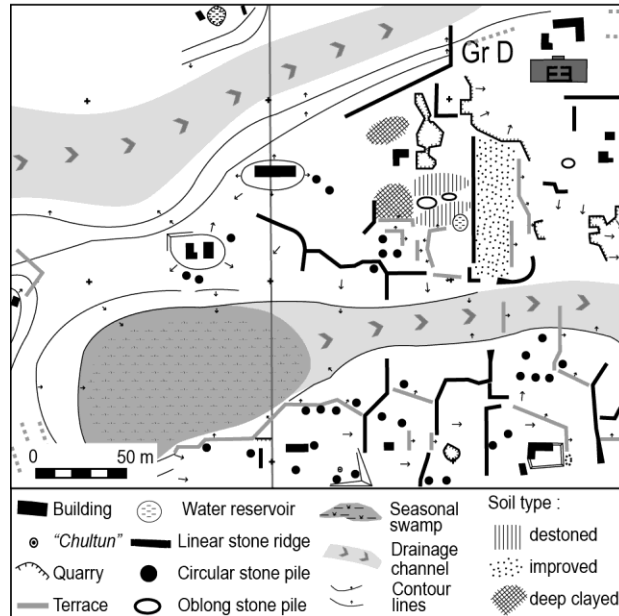 Gr D
0 50 m
Building
Water reservoir
Seasonal
swamp
Soil type :
"Chultun"
Linear stone ridge
Drainage
channel
destoned
Quarry
Circular stone pile
improved
Terrace
Oblong stone pile
Contour
lines
deep clayed